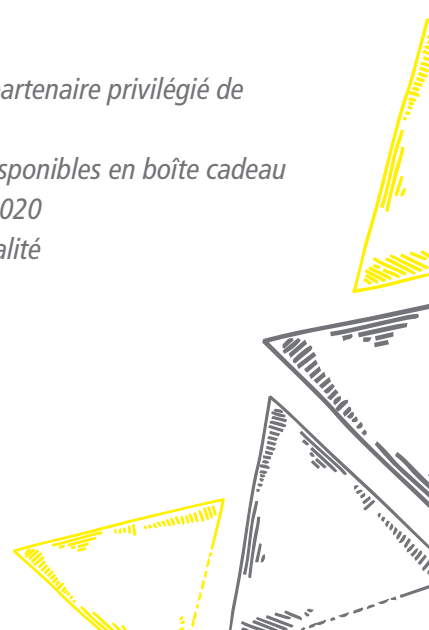 artenaire privilégié de
sponibles en boîte cadeau
020
alité